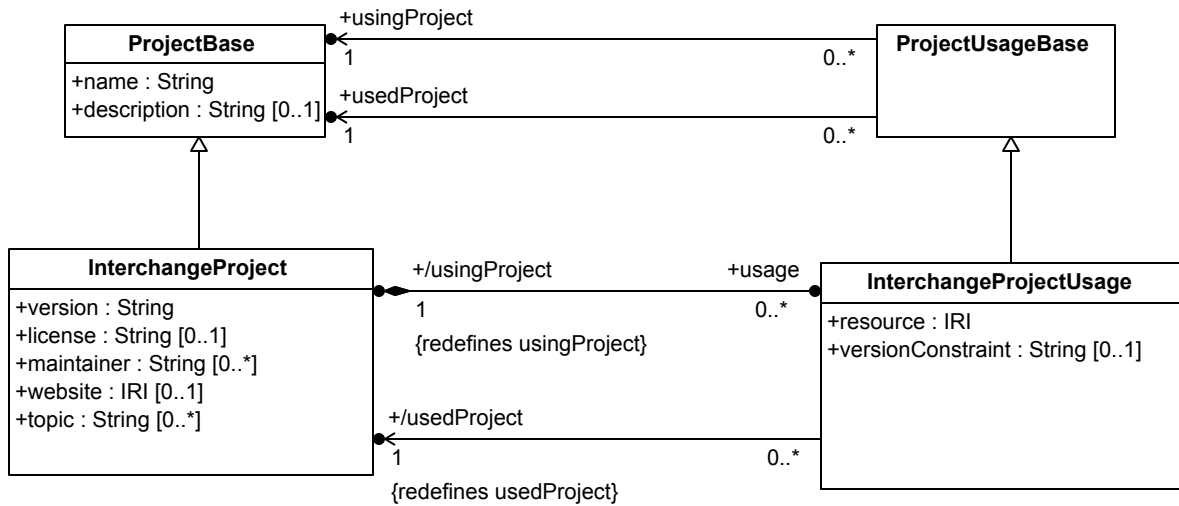 +usingProject
ProjectBase
ProjectUsageBase
1
0..*
+name : String
+description : String [0..1]
+usedProject
1
0..*
InterchangeProject
+/usingProject
+usage
InterchangeProjectUsage
+version : String
+license : String [0..1]
+maintainer : String [0..*]
+website : IRI [0..1]
+topic : String [0..*]
1
0..*
{redefines usingProject}
+resource : IRI
+versionConstraint : String [0..1]
+/usedProject
1
0..*
{redefines usedProject}